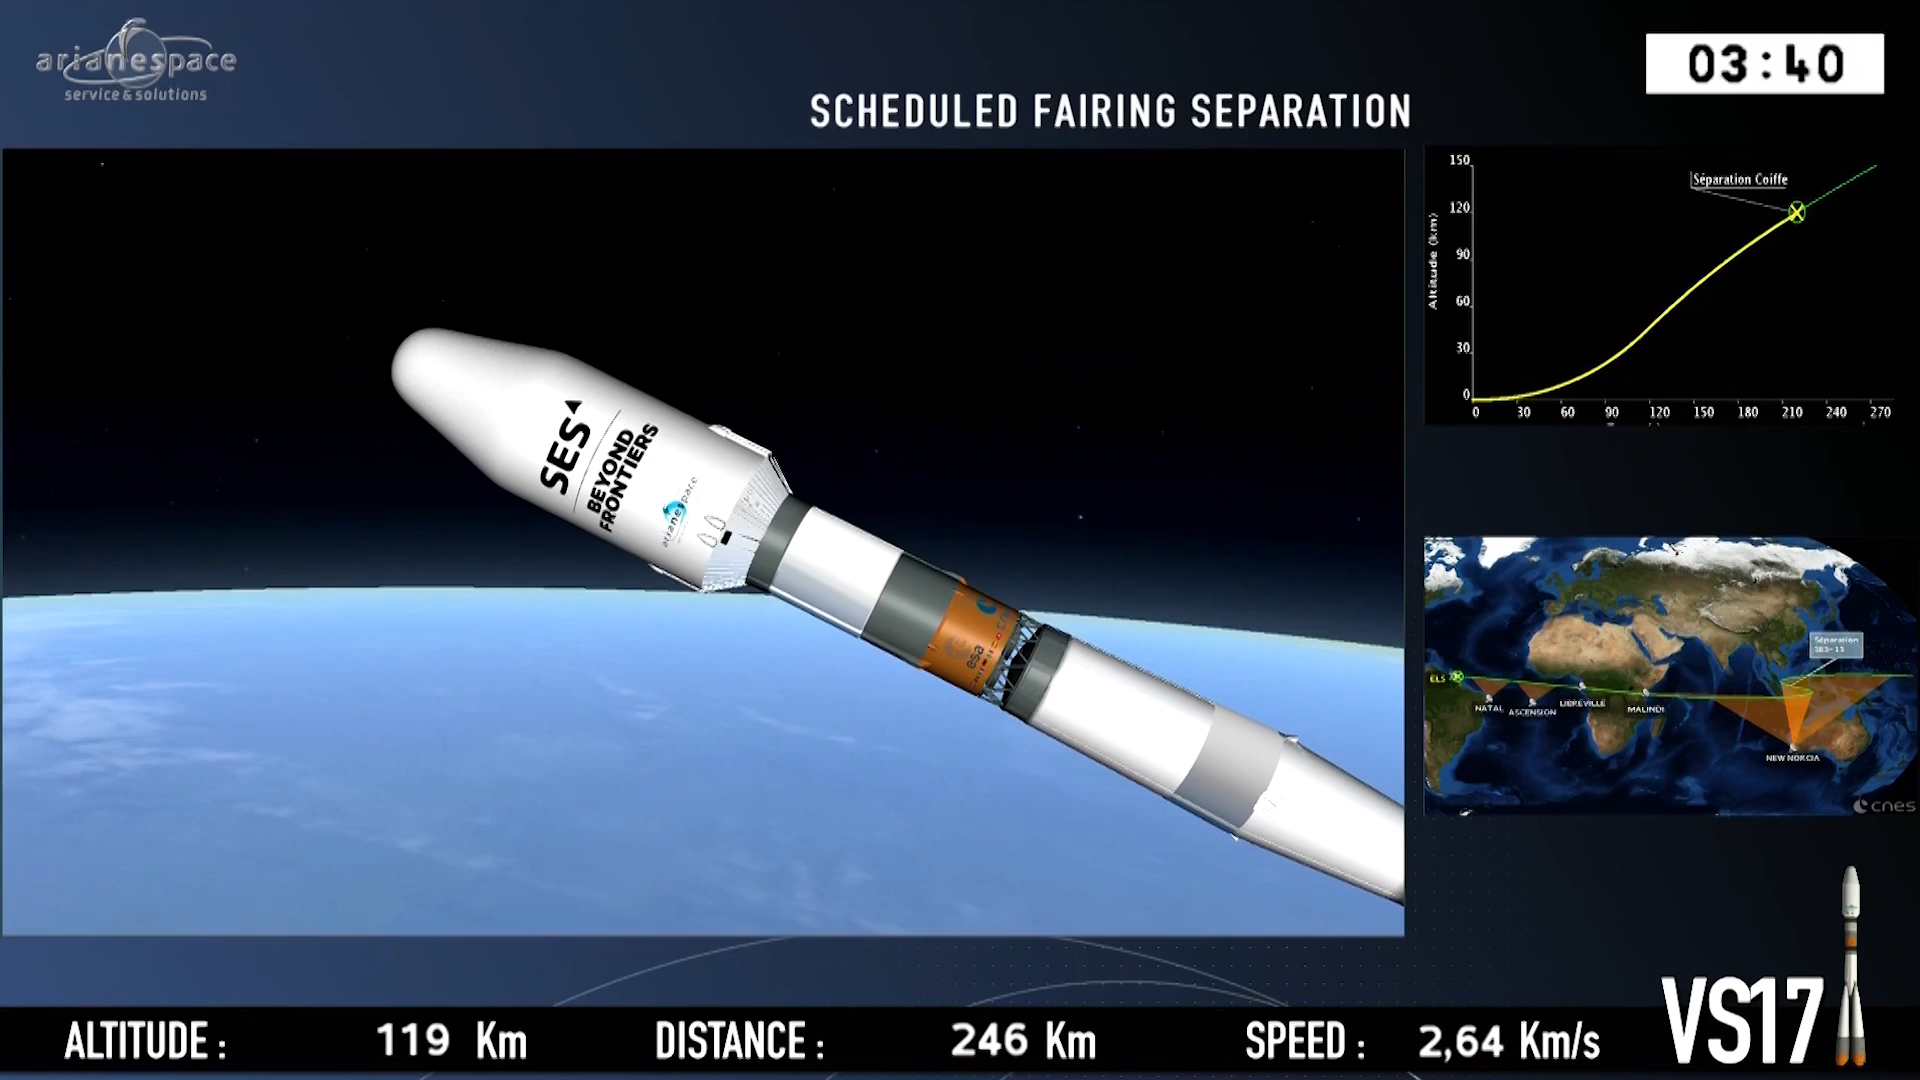 arianespace
service & solutions
03:40
SCHEDULED FAIRING SEPARATION
SES
BEYOND
FRONTIERS
arianespace
esa
150
120
90
60
30
0
Altitude (km)
Séparation Coiffe
0 30 60 90 120 150 180 210 240 270
Séparation
ELS
NATAL
ASCENSION
LIBREVILLE
MALINDI
NEW NORCIA
cnes
ALTITUDE : 119 Km DISTANCE : 246 Km SPEED : 2,64 Km/s
VS17